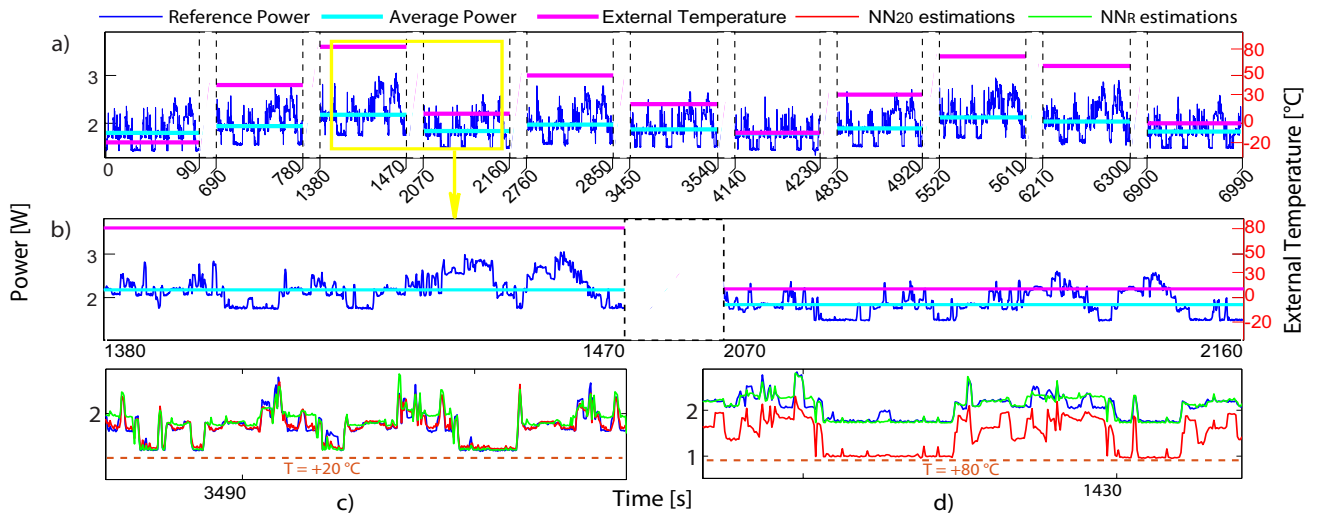 Reference Power Average Power External Temperature NN20 estimations NNR estimations
a)
3
2
80
50
30
0
-20
0 90 690 780 1380 1470 2070 2160 2760 2850 3450 3540 4140 4230 4830 4920 5520 5610 6210 6300 6900 6990
Power [W]
External Temperature [°C]
b)
3
2
80
50
30
0
-20
1380 1470 2070 2160
2
T = +20 °C
3490
c)
Time [s]
2
1
T = +80 °C
1430
d)